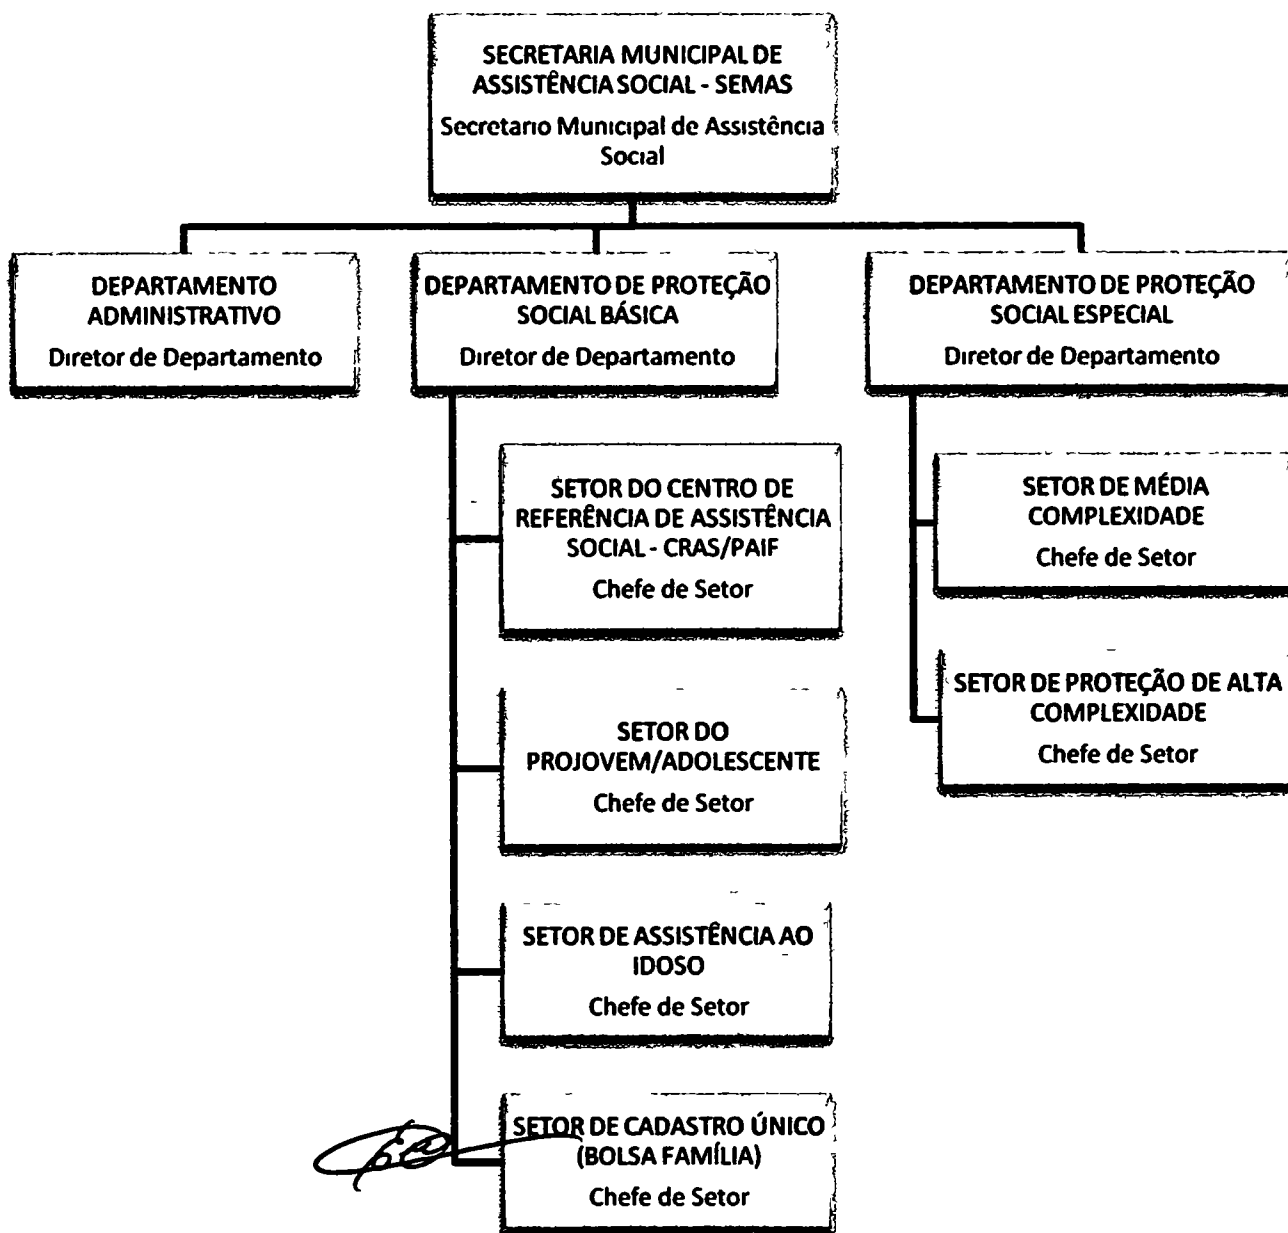 SECRETARIA MUNICIPAL DE
ASSISTÊNCIA SOCIAL - SEMAS
Secretario Municipal de Assistência
Social
DEPARTAMENTO
ADMINISTRATIVO
Diretor de Departamento
DEPARTAMENTO DE PROTEÇÃO
SOCIAL BÁSICA
Diretor de Departamento
DEPARTAMENTO DE PROTEÇÃO
SOCIAL ESPECIAL
Diretor de Departamento
SETOR DO CENTRO DE
REFERÊNCIA DE ASSISTÊNCIA
SOCIAL - CRAS/PAIF
Chefe de Setor
SETOR DO
PROJOVEM/ADOLESCENTE
Chefe de Setor
SETOR DE ASSISTÊNCIA AO
IDOSO
Chefe de Setor
SETOR DE CADASTRO ÚNICO
(BOLSA FAMÍLIA)
Chefe de Setor
SETOR DE MÉDIA
COMPLEXIDADE
Chefe de Setor
SETOR DE PROTEÇÃO DE ALTA
COMPLEXIDADE
Chefe de Setor